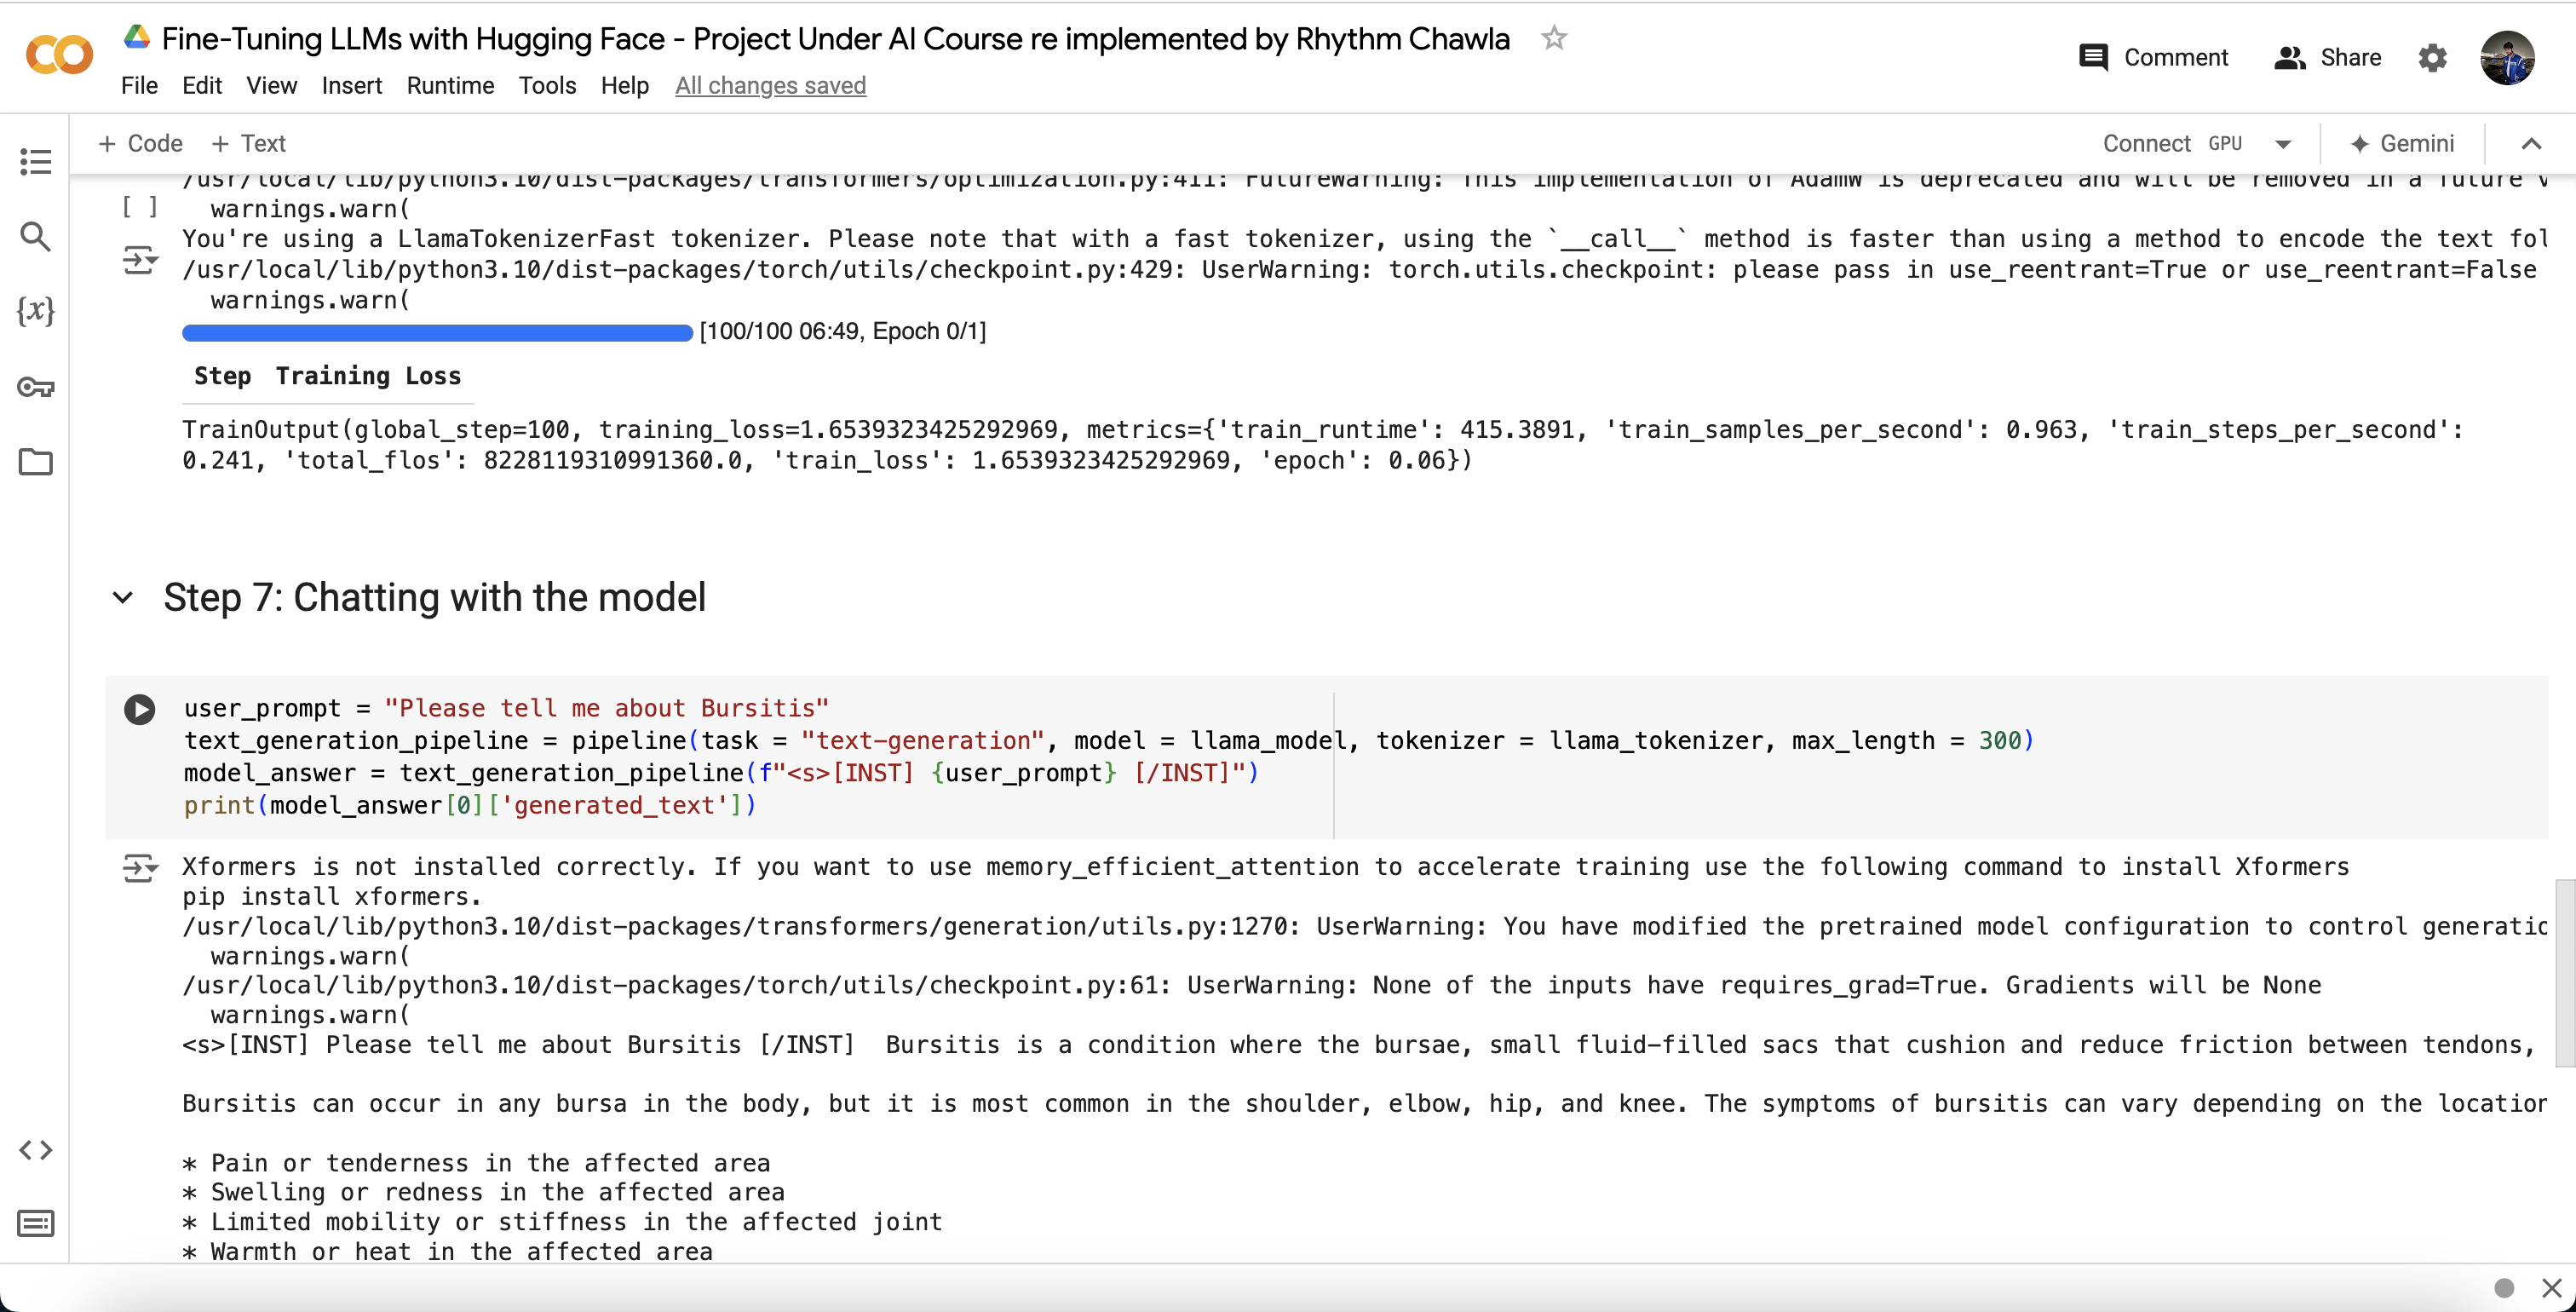 Fine-Tuning LLMs with Hugging Face - Project Under AI Course re implemented by Rhythm Chawla
File Edit View Insert Runtime Tools Help All changes saved
Comment Share
+ Code + Text
Connect GPU Gemini
/usr/local/lib/python3.10/dist-packages/transformers/optimization.py:411: FutureWarning: This implementation of AdamW is deprecated and will be removed in a future v
[ ] warnings.warn(
You're using a LlamaTokenizerFast tokenizer. Please note that with a fast tokenizer, using the `__call__` method is faster than using a method to encode the text fol
/usr/local/lib/python3.10/dist-packages/torch/utils/checkpoint.py:429: UserWarning: torch.utils.checkpoint: please pass in use_reentrant=True or use_reentrant=False
warnings.warn(
[100/100 06:49, Epoch 0/1]
Step Training Loss
TrainOutput(global_step=100, training_loss=1.6539323425292969, metrics={'train_runtime': 415.3891, 'train_samples_per_second': 0.963, 'train_steps_per_second':
0.241, 'total_flos': 8228119310991360.0, 'train_loss': 1.6539323425292969, 'epoch': 0.06})
Step 7: Chatting with the model
user_prompt = "Please tell me about Bursitis"
text_generation_pipeline = pipeline(task = "text-generation", model = llama_model, tokenizer = llama_tokenizer, max_length = 300)
model_answer = text_generation_pipeline(f"<s>[INST] {user_prompt} [/INST]")
print(model_answer[0]['generated_text'])
Xformers is not installed correctly. If you want to use memory_efficient_attention to accelerate training use the following command to install Xformers
pip install xformers.
/usr/local/lib/python3.10/dist-packages/transformers/generation/utils.py:1270: UserWarning: You have modified the pretrained model configuration to control generatio
warnings.warn(
/usr/local/lib/python3.10/dist-packages/torch/utils/checkpoint.py:61: UserWarning: None of the inputs have requires_grad=True. Gradients will be None
warnings.warn(
<s>[INST] Please tell me about Bursitis [/INST]  Bursitis is a condition where the bursae, small fluid-filled sacs that cushion and reduce friction between tendons,
Bursitis can occur in any bursa in the body, but it is most common in the shoulder, elbow, hip, and knee. The symptoms of bursitis can vary depending on the location
* Pain or tenderness in the affected area
* Swelling or redness in the affected area
* Limited mobility or stiffness in the affected joint
* Warmth or heat in the affected area